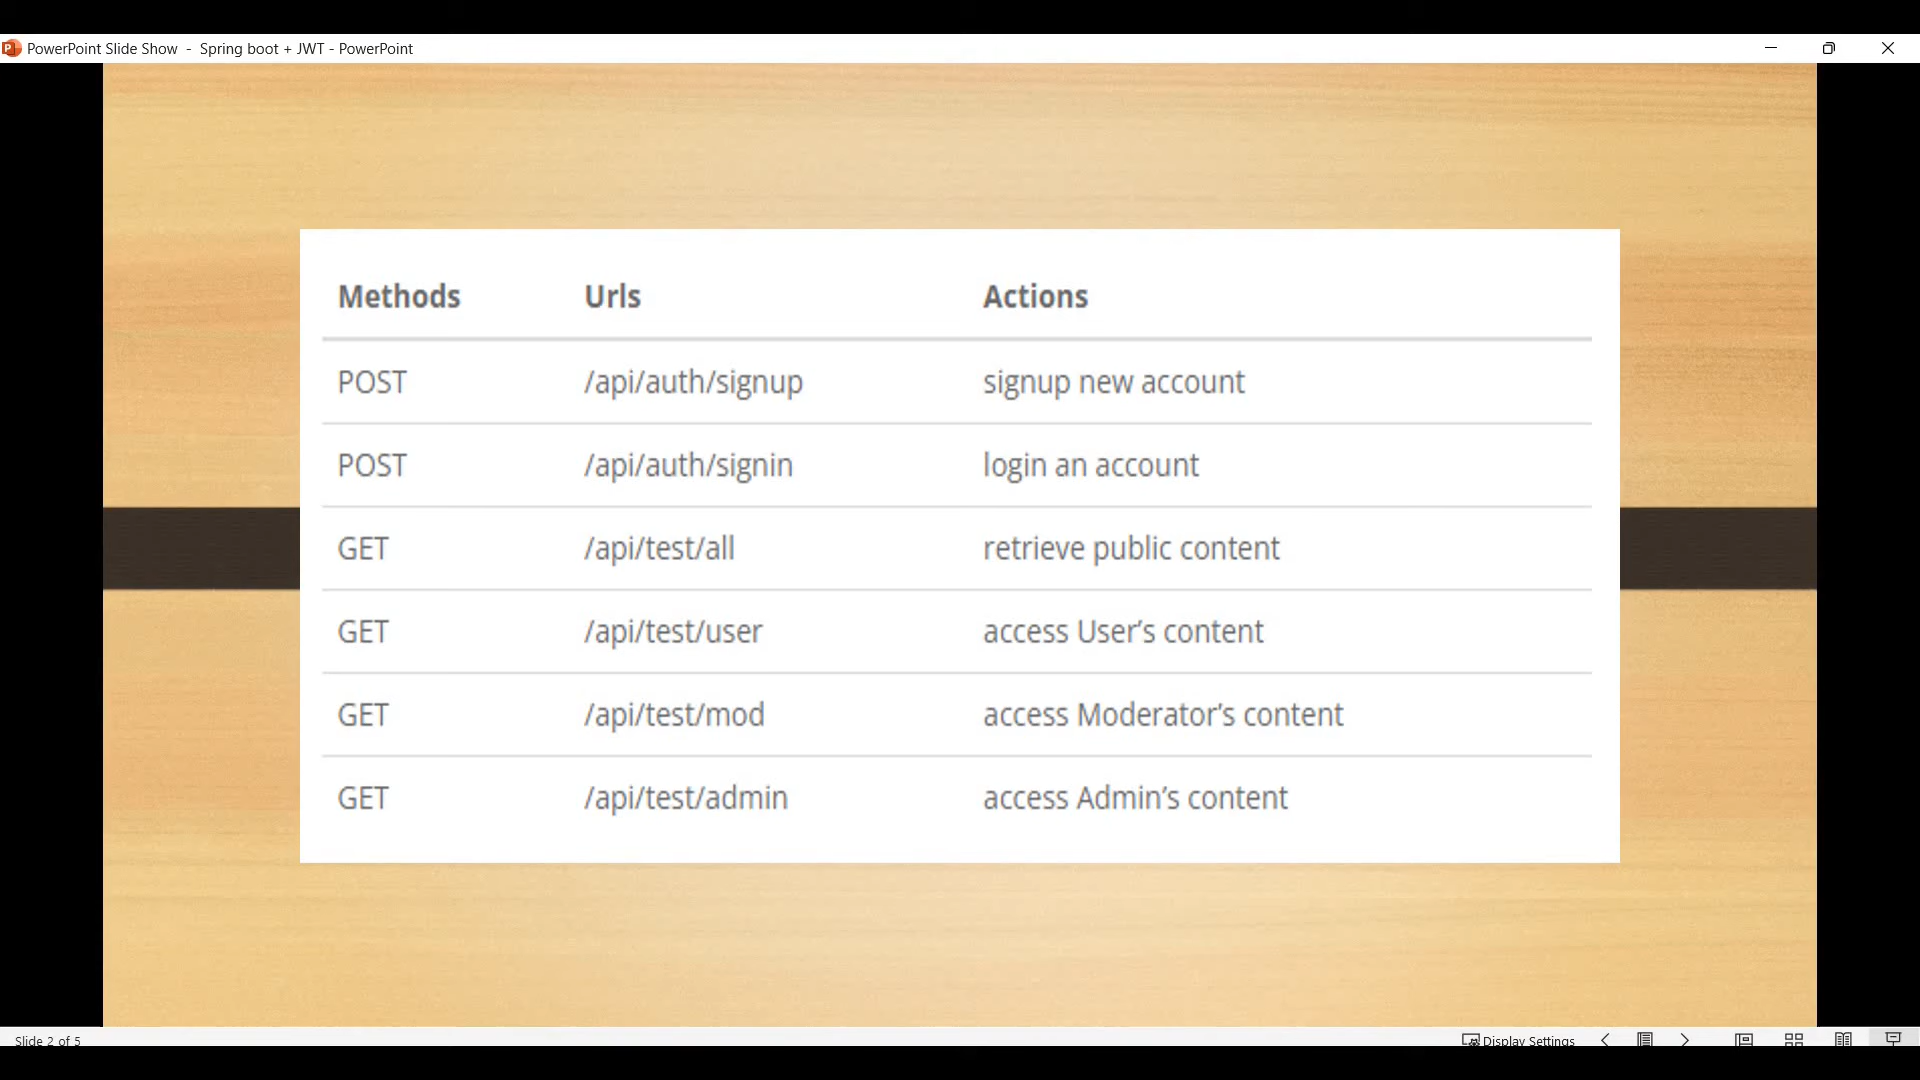 PowerPoint Slide Show - Spring boot + JWT - PowerPoint
Methods Urls Actions
POST /api/auth/signup signup new account
POST /api/auth/signin login an account
GET /api/test/all retrieve public content
GET /api/test/user access User’s content
GET /api/test/mod access Moderator’s content
GET /api/test/admin access Admin’s content
Slide 2 of 5 Display Settings